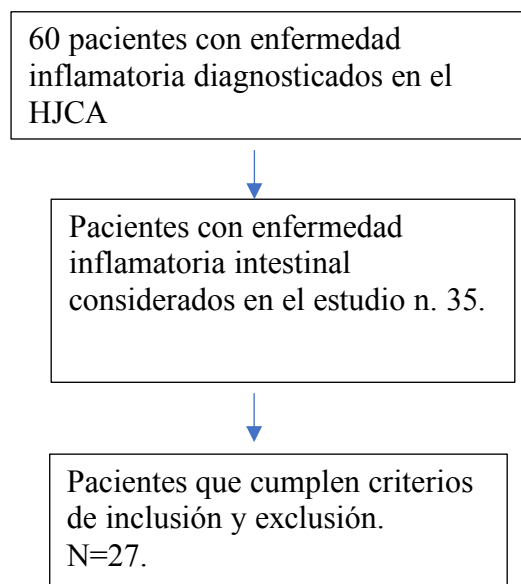 60 pacientes con enfermedad
inflamatoria diagnosticados en el
HJCA
Pacientes con enfermedad
inflamatoria intestinal
considerados en el estudio n. 35.
Pacientes que cumplen criterios
de inclusión y exclusión.
N=27.